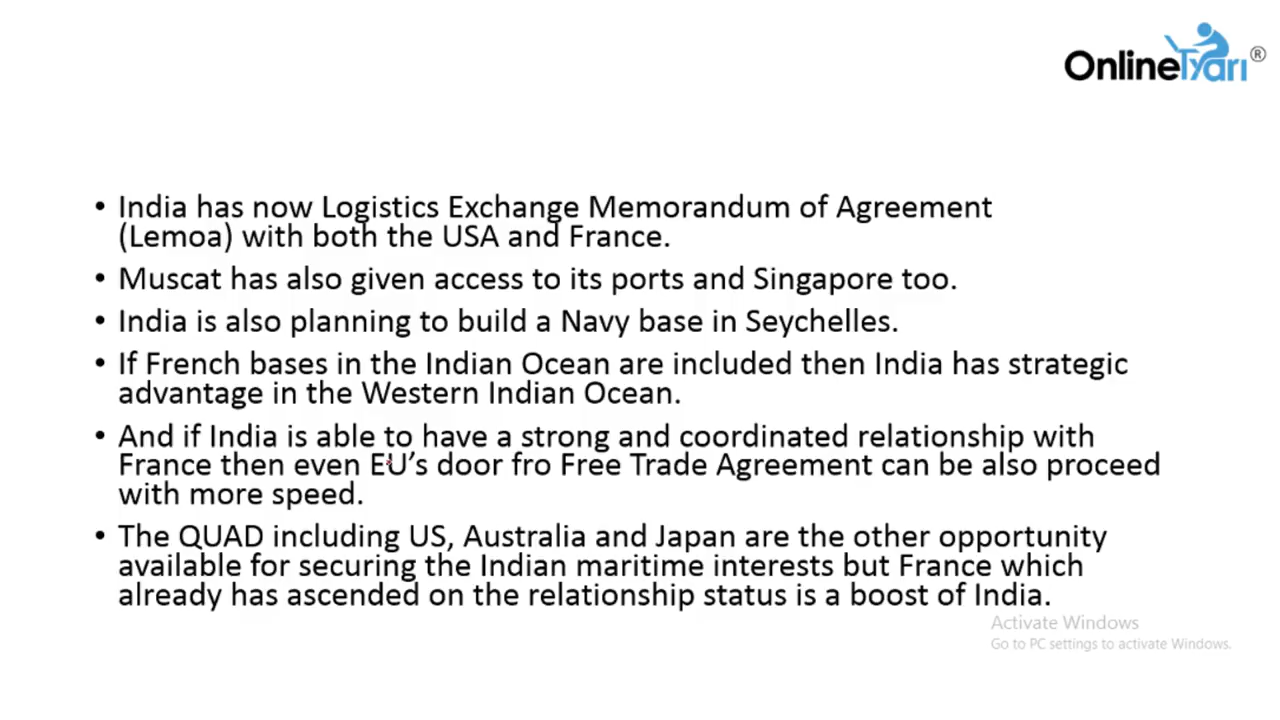 OnlineTyari ®
• India has now Logistics Exchange Memorandum of Agreement
(Lemoa) with both the USA and France.
• Muscat has also given access to its ports and Singapore too.
• India is also planning to build a Navy base in Seychelles.
• If French bases in the Indian Ocean are included then India has strategic
advantage in the Western Indian Ocean.
• And if India is able to have a strong and coordinated relationship with
France then even EU’s door fro Free Trade Agreement can be also proceed
with more speed.
• The QUAD including US, Australia and Japan are the other opportunity
available for securing the Indian maritime interests but France which
already has ascended on the relationship status is a boost of India.
Activate Windows
Go to PC settings to activate Windows.